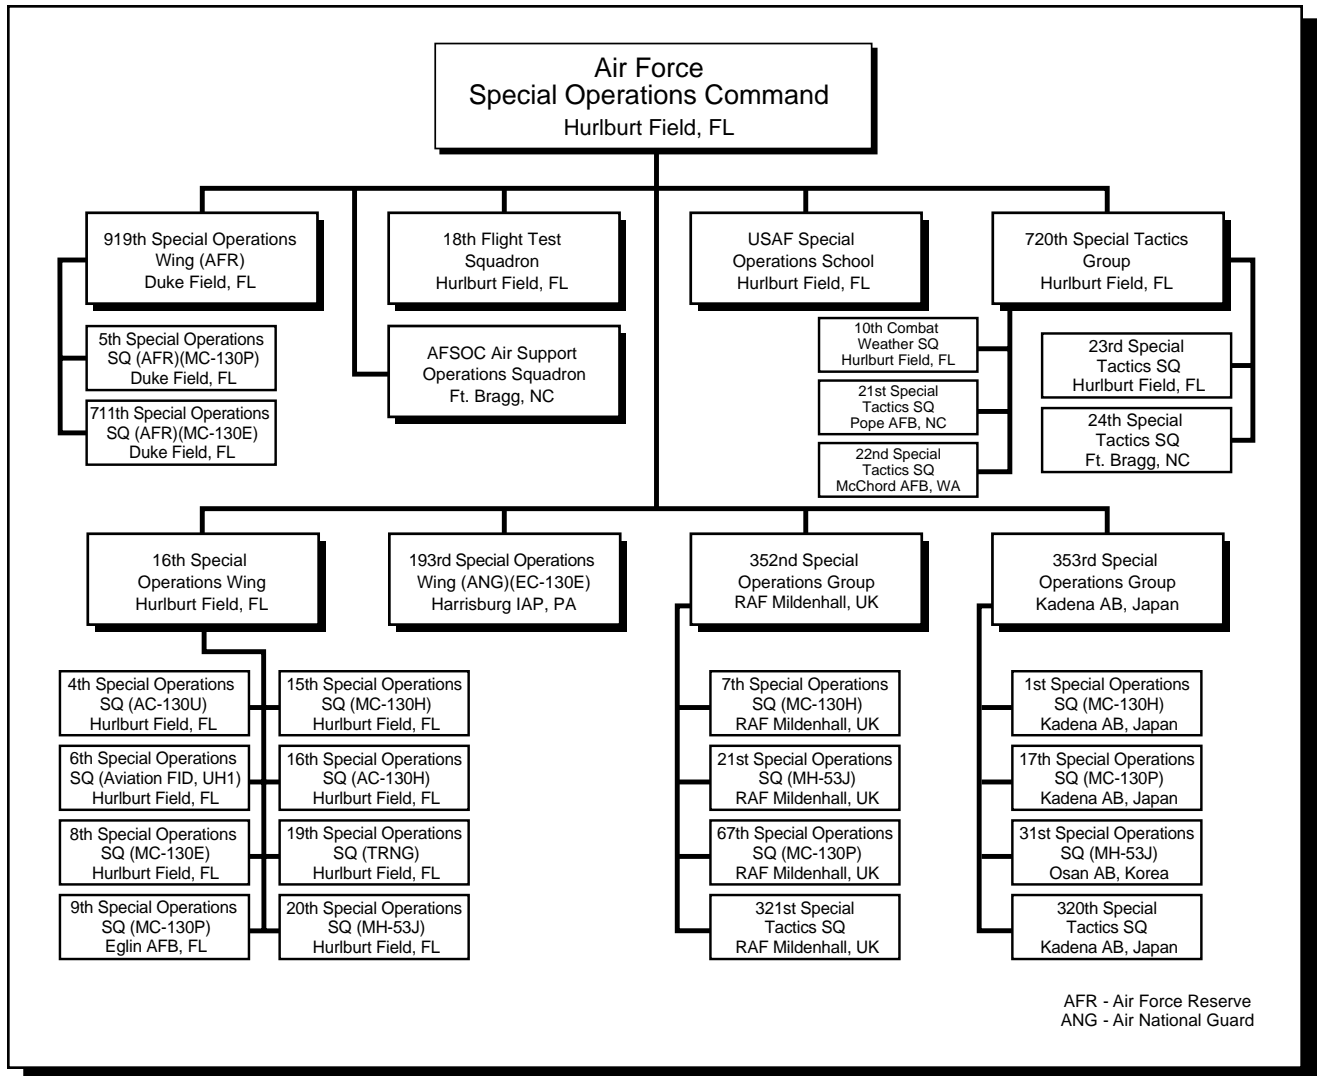 Air Force
Special Operations Command
Hurlburt Field, FL
919th Special Operations
Wing (AFR)
Duke Field, FL
18th Flight Test
Squadron
Hurlburt Field, FL
USAF Special
Operations School
Hurlburt Field, FL
720th Special Tactics
Group
Hurlburt Field, FL
5th Special Operations
SQ (AFR)(MC-130P)
Duke Field, FL
711th Special Operations
SQ (AFR)(MC-130E)
Duke Field, FL
AFSOC Air Support
Operations Squadron
Ft. Bragg, NC
10th Combat
Weather SQ
Hurlburt Field, FL
21st Special
Tactics SQ
Pope AFB, NC
22nd Special
Tactics SQ
McChord AFB, WA
23rd Special
Tactics SQ
Hurlburt Field, FL
24th Special
Tactics SQ
Ft. Bragg, NC
16th Special
Operations Wing
Hurlburt Field, FL
193rd Special Operations
Wing (ANG)(EC-130E)
Harrisburg IAP, PA
352nd Special
Operations Group
RAF Mildenhall, UK
353rd Special
Operations Group
Kadena AB, Japan
4th Special Operations
SQ (AC-130U)
Hurlburt Field, FL
6th Special Operations
SQ (Aviation FID, UH1)
Hurlburt Field, FL
8th Special Operations
SQ (MC-130E)
Hurlburt Field, FL
9th Special Operations
SQ (MC-130P)
Eglin AFB, FL
15th Special Operations
SQ (MC-130H)
Hurlburt Field, FL
16th Special Operations
SQ (AC-130H)
Hurlburt Field, FL
19th Special Operations
SQ (TRNG)
Hurlburt Field, FL
20th Special Operations
SQ (MH-53J)
Hurlburt Field, FL
7th Special Operations
SQ (MC-130H)
RAF Mildenhall, UK
21st Special Operations
SQ (MH-53J)
RAF Mildenhall, UK
67th Special Operations
SQ (MC-130P)
RAF Mildenhall, UK
321st Special
Tactics SQ
RAF Mildenhall, UK
1st Special Operations
SQ (MC-130H)
Kadena AB, Japan
17th Special Operations
SQ (MC-130P)
Kadena AB, Japan
31st Special Operations
SQ (MH-53J)
Osan AB, Korea
320th Special
Tactics SQ
Kadena AB, Japan
AFR - Air Force Reserve
ANG - Air National Guard